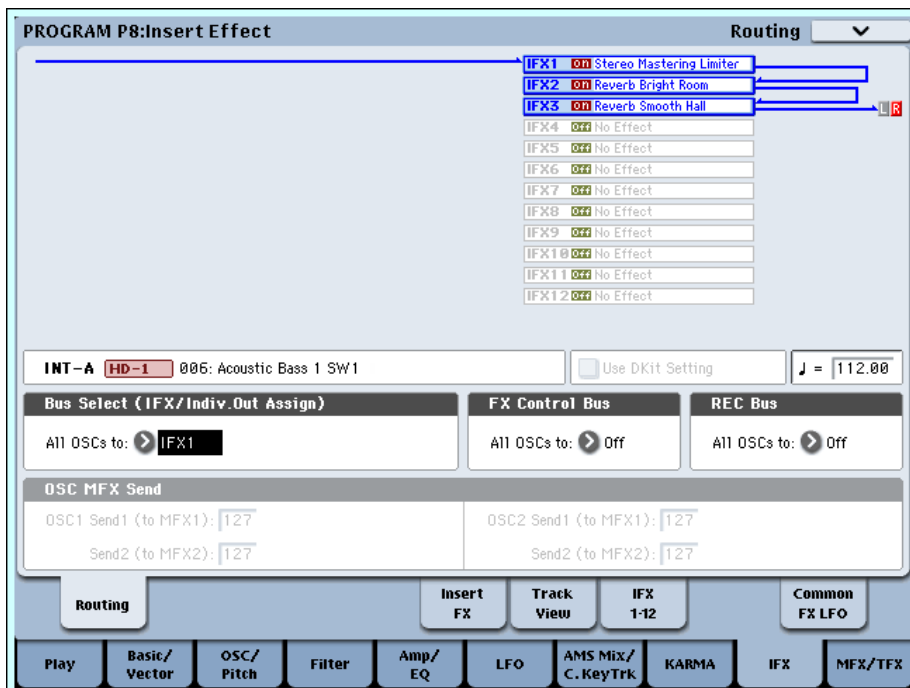 PROGRAM P8:Insert Effect Routing
IFX1 On Stereo Mastering Limiter
IFX2 On Reverb Bright Room
IFX3 On Reverb Smooth Hall
L R
IFX4 Off No Effect
IFX5 Off No Effect
IFX6 Off No Effect
IFX7 Off No Effect
IFX8 Off No Effect
IFX9 Off No Effect
IFX10 Off No Effect
IFX11 Off No Effect
IFX12 Off No Effect
INT-A HD-1 006: Acoustic Bass 1 SW1 Use DKit Setting ♩ = 112.00
Bus Select (IFX/Indiv.Out Assign) FX Control Bus REC Bus
All OSCs to: IFX1 All OSCs to: Off All OSCs to: Off
OSC MFX Send
OSC1 Send1 (to MFX1): 127 OSC2 Send1 (to MFX1): 127
Send2 (to MFX2): 127 Send2 (to MFX2): 127
Routing Insert FX Track View IFX 1-12 Common FX LFO
Play Basic/Vector OSC/Pitch Filter Amp/EQ LFO AMS Mix/C.KeyTrk KARMA IFX MFX/TFX